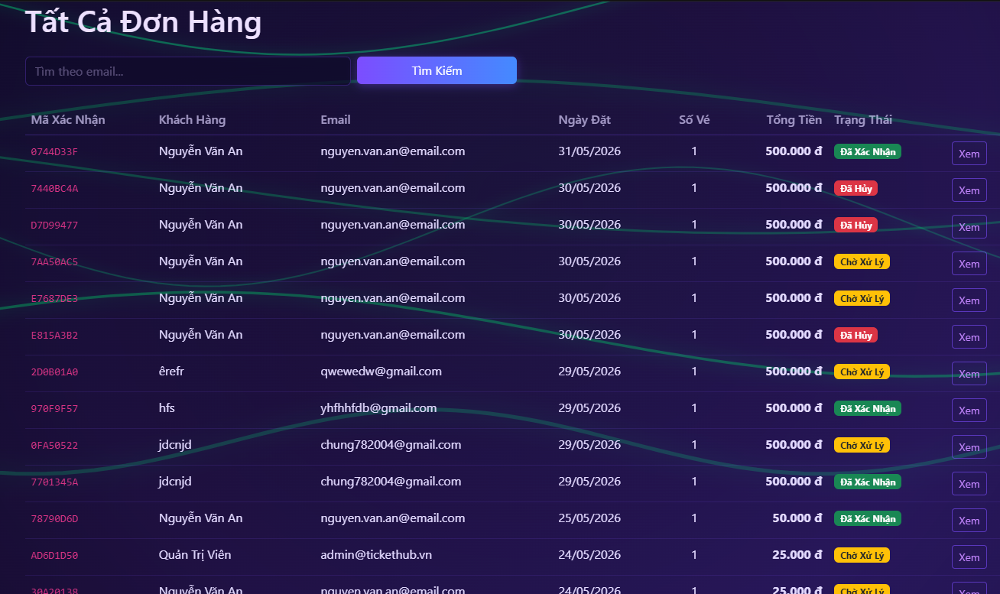 Tất Cả Đơn Hàng
Tìm theo email... Tìm Kiếm
Mã Xác Nhận Khách Hàng Email Ngày Đặt Số Vé Tổng Tiền Trạng Thái
0744D33F Nguyễn Văn An nguyen.van.an@email.com 31/05/2026 1 500.000 đ Đã Xác Nhận Xem
7440BC4A Nguyễn Văn An nguyen.van.an@email.com 30/05/2026 1 500.000 đ Đã Hủy Xem
D7D99477 Nguyễn Văn An nguyen.van.an@email.com 30/05/2026 1 500.000 đ Đã Hủy Xem
7AA50AC5 Nguyễn Văn An nguyen.van.an@email.com 30/05/2026 1 500.000 đ Chờ Xử Lý Xem
E7687DE3 Nguyễn Văn An nguyen.van.an@email.com 30/05/2026 1 500.000 đ Chờ Xử Lý Xem
E815A3B2 Nguyễn Văn An nguyen.van.an@email.com 30/05/2026 1 500.000 đ Đã Hủy Xem
2D0B01A0 êrefr qwewedw@gmail.com 29/05/2026 1 500.000 đ Chờ Xử Lý Xem
970F9F57 hfs yhfhhfdb@gmail.com 29/05/2026 1 500.000 đ Đã Xác Nhận Xem
0FA50522 jdcnjd chung782004@gmail.com 29/05/2026 1 500.000 đ Chờ Xử Lý Xem
7701345A jdcnjd chung782004@gmail.com 29/05/2026 1 500.000 đ Đã Xác Nhận Xem
78790D6D Nguyễn Văn An nguyen.van.an@email.com 25/05/2026 1 50.000 đ Đã Xác Nhận Xem
AD6D1D50 Quản Trị Viên admin@tickethub.vn 24/05/2026 1 25.000 đ Chờ Xử Lý Xem
30A20138 Nguyễn Văn An nguyen.van.an@email.com 24/05/2026 1 25.000 đ Chờ Xử Lý Xem